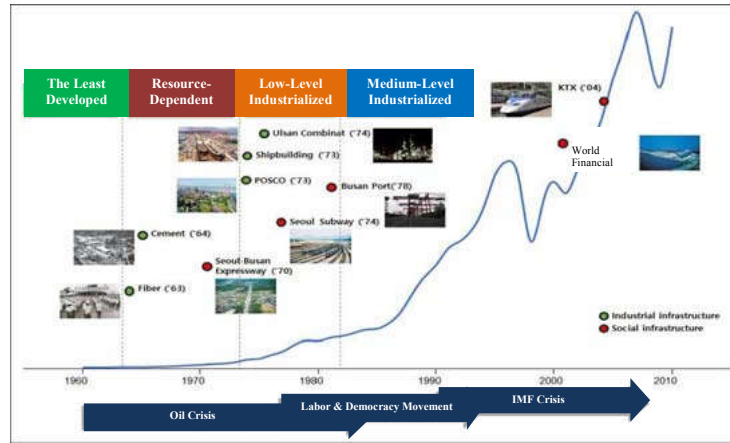 The Least
Developed
Resource-
Dependent
Low-Level
Industrialized
Medium-Level
Industrialized
KTX ('04)
Ulsan Combinat ('74)
World
Financial
Shipbuilding ('73)
POSCO ('73)
Busan Port('78)
Seoul Subway ('74)
Cement ('64)
Seout-Busan
Expressway ('70)
Fiber ('63)
Industrial infrastructure
Social infrastructure
1960
1970
1980
1990
2000
2010
Oil Crisis
Labor & Democracy Movement
IMF Crisis